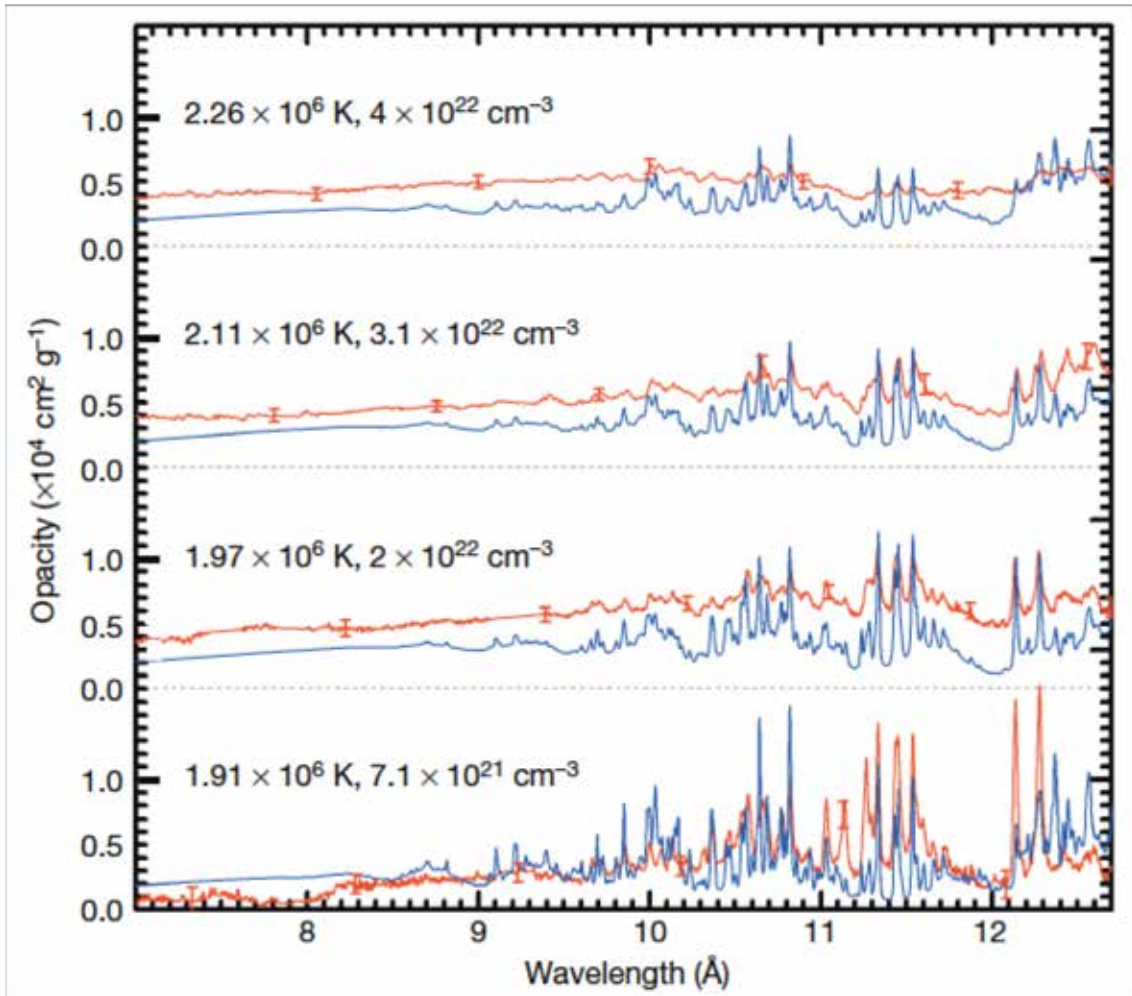 2.26 × 10⁶ K, 4 × 10²² cm⁻³
1.0
0.5
0.0
2.11 × 10⁶ K, 3.1 × 10²² cm⁻³
1.0
0.5
0.0
1.97 × 10⁶ K, 2 × 10²² cm⁻³
1.0
0.5
0.0
1.91 × 10⁶ K, 7.1 × 10²¹ cm⁻³
1.0
0.5
0.0
Opacity (×10⁴ cm² g⁻¹)
8 9 10 11 12
Wavelength (Å)